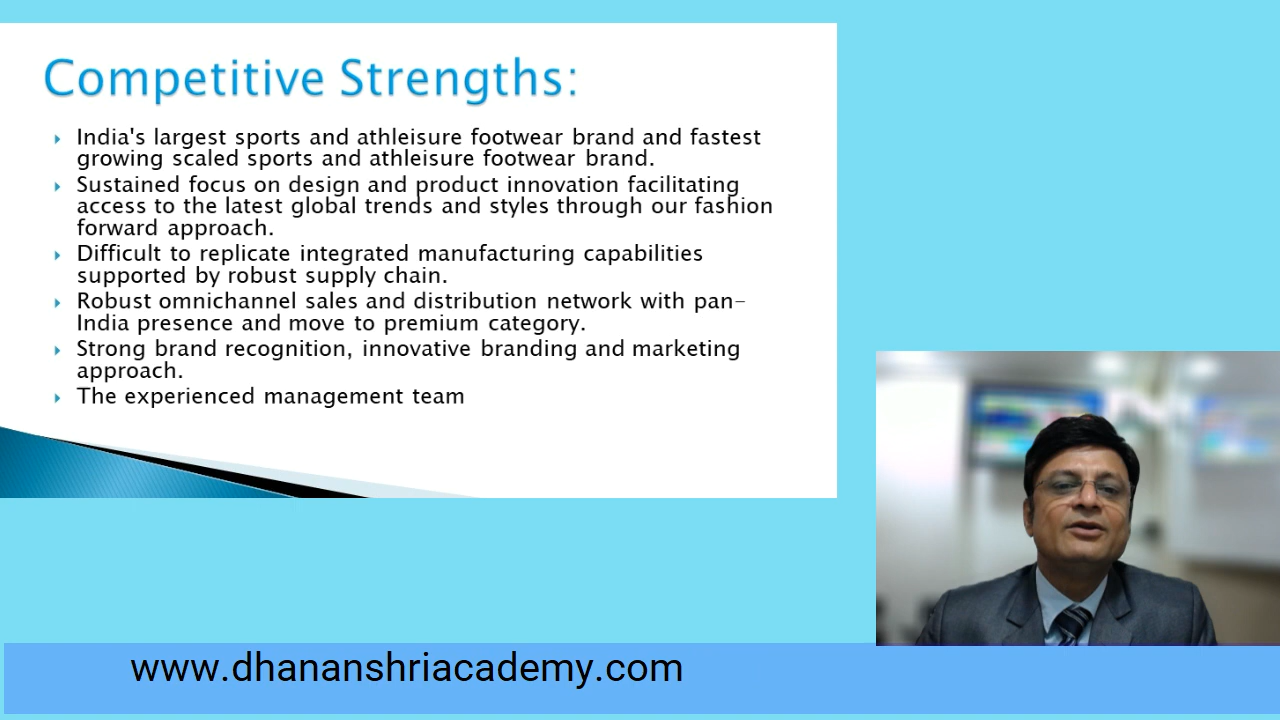 Competitive Strengths:
India's largest sports and athleisure footwear brand and fastest
growing scaled sports and athleisure footwear brand.
Sustained focus on design and product innovation facilitating
access to the latest global trends and styles through our fashion
forward approach.
Difficult to replicate integrated manufacturing capabilities
supported by robust supply chain.
Robust omnichannel sales and distribution network with pan-
India presence and move to premium category.
Strong brand recognition, innovative branding and marketing
approach.
The experienced management team
www.dhananshriacademy.com